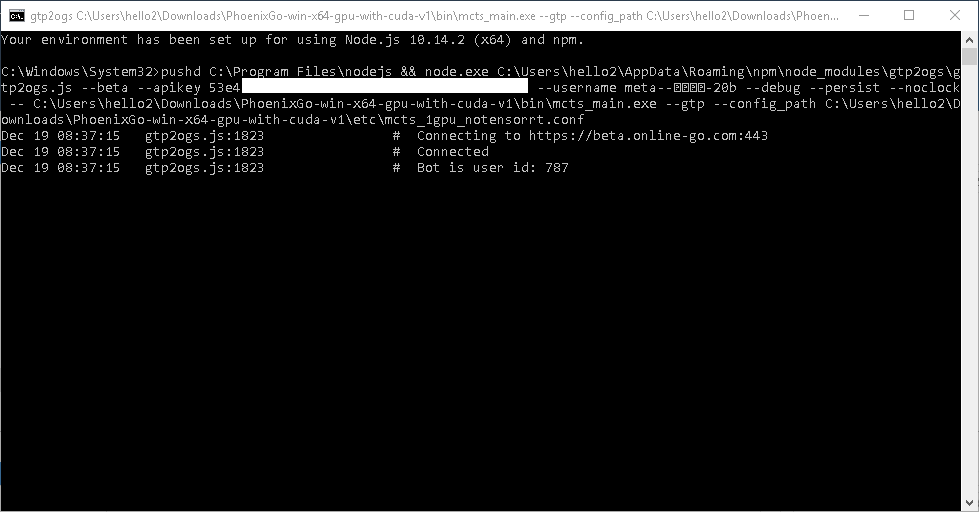 gtp2ogs C:\Users\hello2\Downloads\PhoenixGo-win-x64-gpu-with-cuda-v1\bin\mcts_main.exe --gtp --config_path C:\Users\hello2\Downloads\Phoen...
Your environment has been set up for using Node.js 10.14.2 (x64) and npm.
C:\Windows\System32>pushd C:\Program Files\nodejs && node.exe C:\Users\hello2\AppData\Roaming\npm\node_modules\gtp2ogs\g
tp2ogs.js --beta --apikey 53e4 --username meta--□□□□-20b --debug --persist --noclock
-- C:\Users\hello2\Downloads\PhoenixGo-win-x64-gpu-with-cuda-v1\bin\mcts_main.exe --gtp --config_path C:\Users\hello2\D
ownloads\PhoenixGo-win-x64-gpu-with-cuda-v1\etc\mcts_1gpu_notensorrt.conf
Dec 19 08:37:15 gtp2ogs.js:1823 # Connecting to https://beta.online-go.com:443
Dec 19 08:37:15 gtp2ogs.js:1823 # Connected
Dec 19 08:37:15 gtp2ogs.js:1823 # Bot is user id: 787